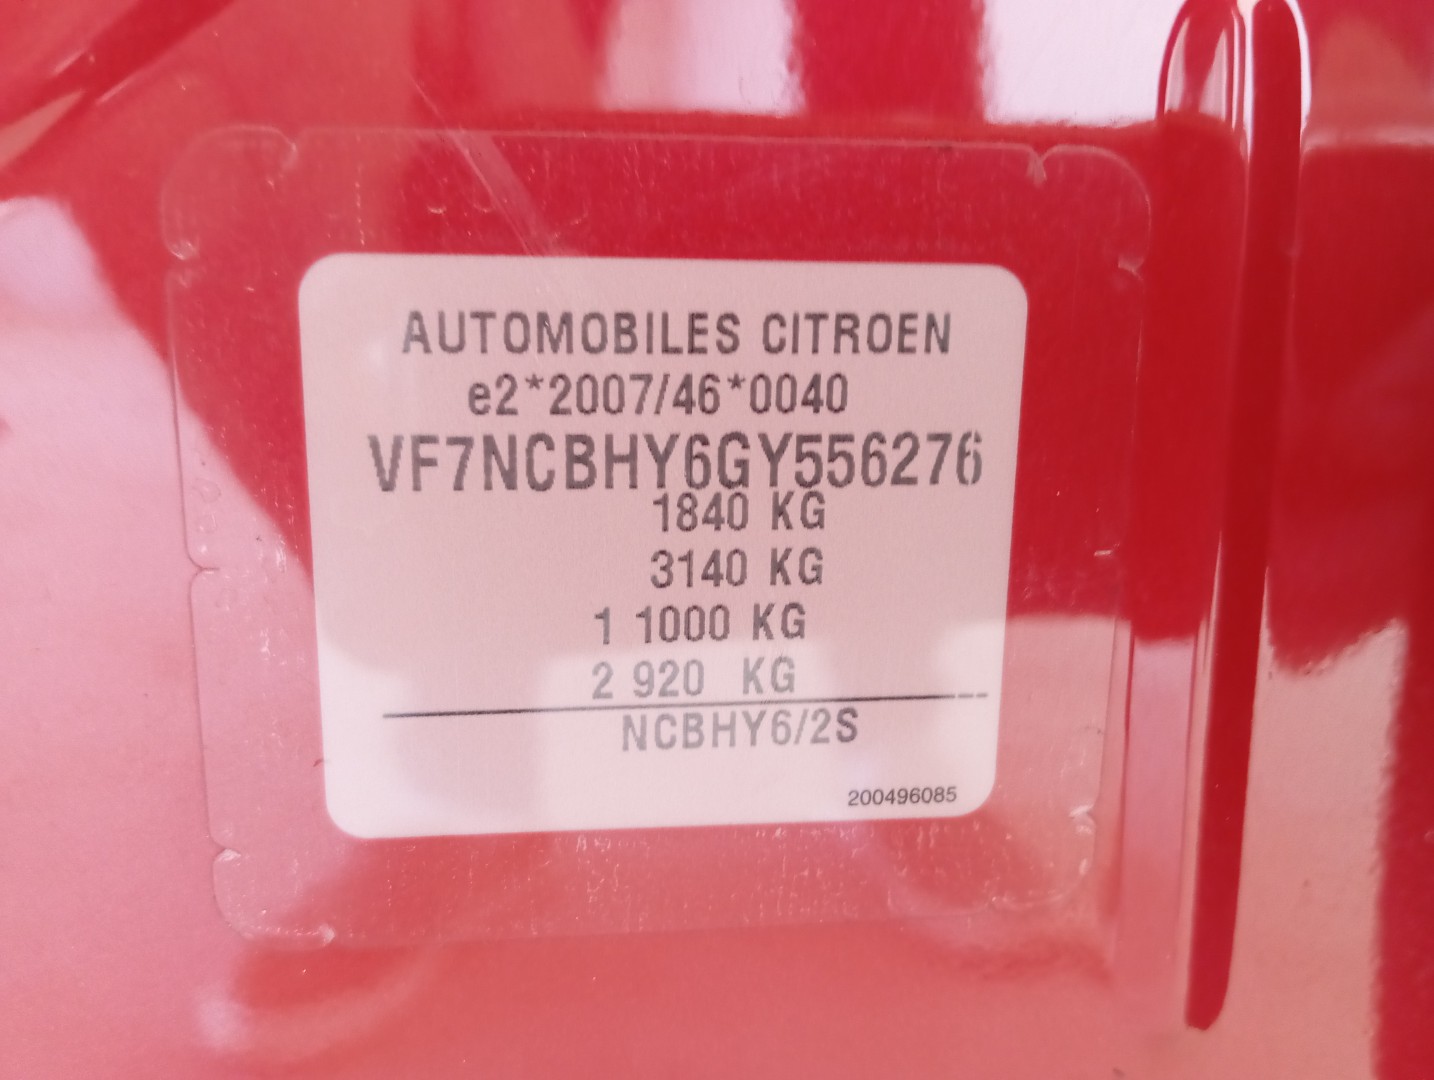 AUTOMOBILES CITROEN
e2*2007/46*0040
VF7NCBHY6GY556276
1840 KG
3140 KG
1 1000 KG
2 920 KG
NCBHY6/2S
200496085